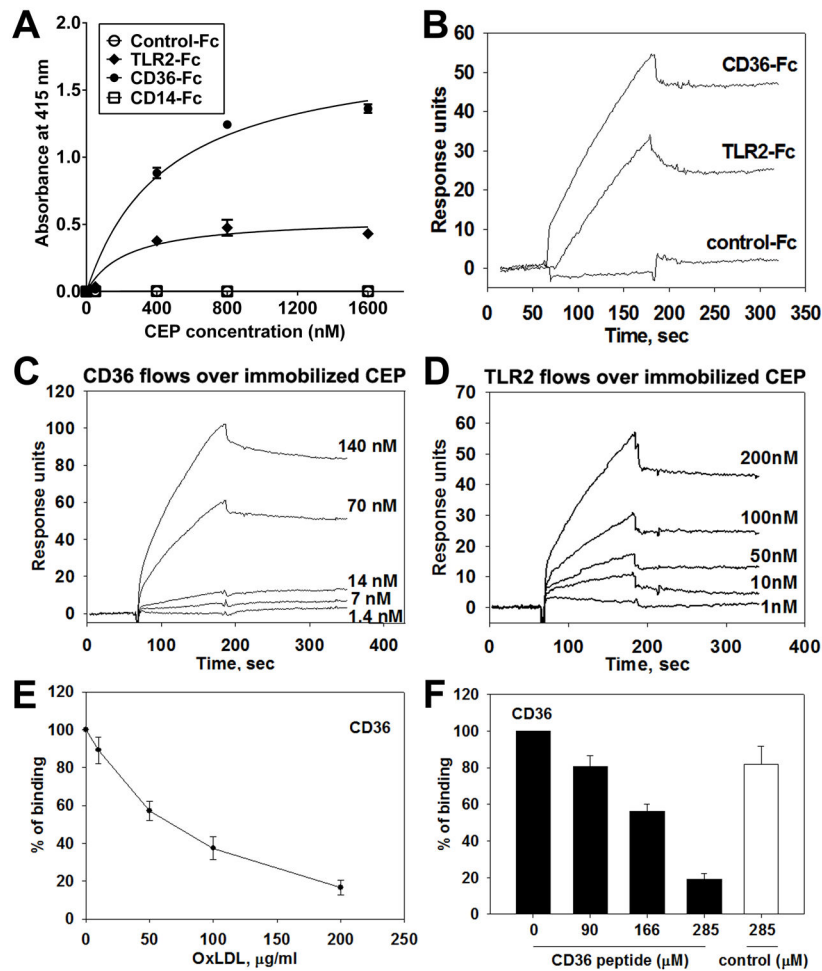 A
Absorbance at 415 nm
2.0
1.5
1.0
0.5
0.0
Control-Fc
TLR2-Fc
CD36-Fc
CD14-Fc
0 400 800 1200 1600
CEP concentration (nM)
B
Response units
60
50
40
30
20
10
0
CD36-Fc
TLR2-Fc
control-Fc
0 50 100 150 200 250 300 350
Time, sec
C CD36 flows over immobilized CEP
Response units
120
100
80
60
40
20
0
140 nM
70 nM
14 nM
7 nM
1.4 nM
0 100 200 300 400
Time, sec
D TLR2 flows over immobilized CEP
Response units
70
60
50
40
30
20
10
0
200nM
100nM
50nM
10nM
1nM
0 100 200 300 400
Time, sec
E
% of binding
120
100
80
60
40
20
0
CD36
0 50 100 150 200 250
OxLDL, µg/ml
F
% of binding
120
100
80
60
40
20
0
CD36
0 90 166 285 285
CD36 peptide (µM) control (µM)